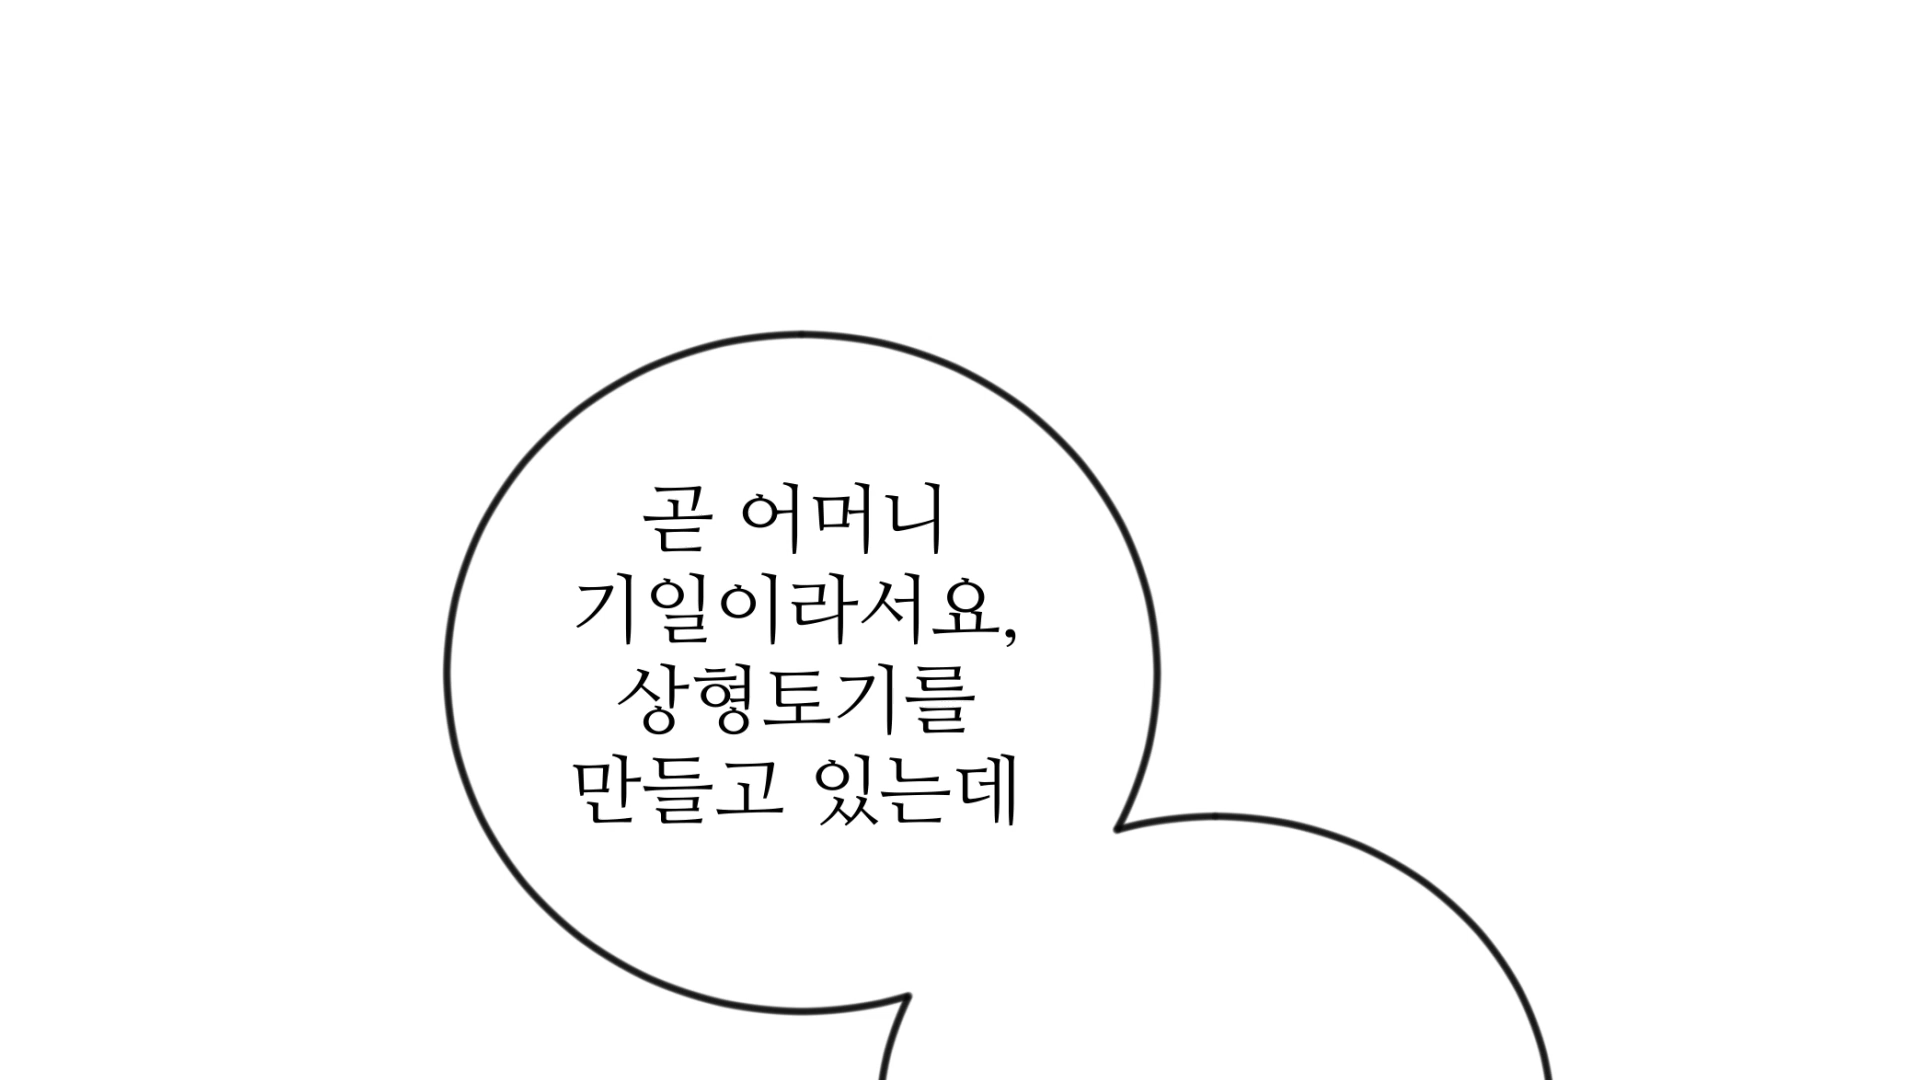 곧 어머니
기일이라서요,
상형토기를
만들고 있는데